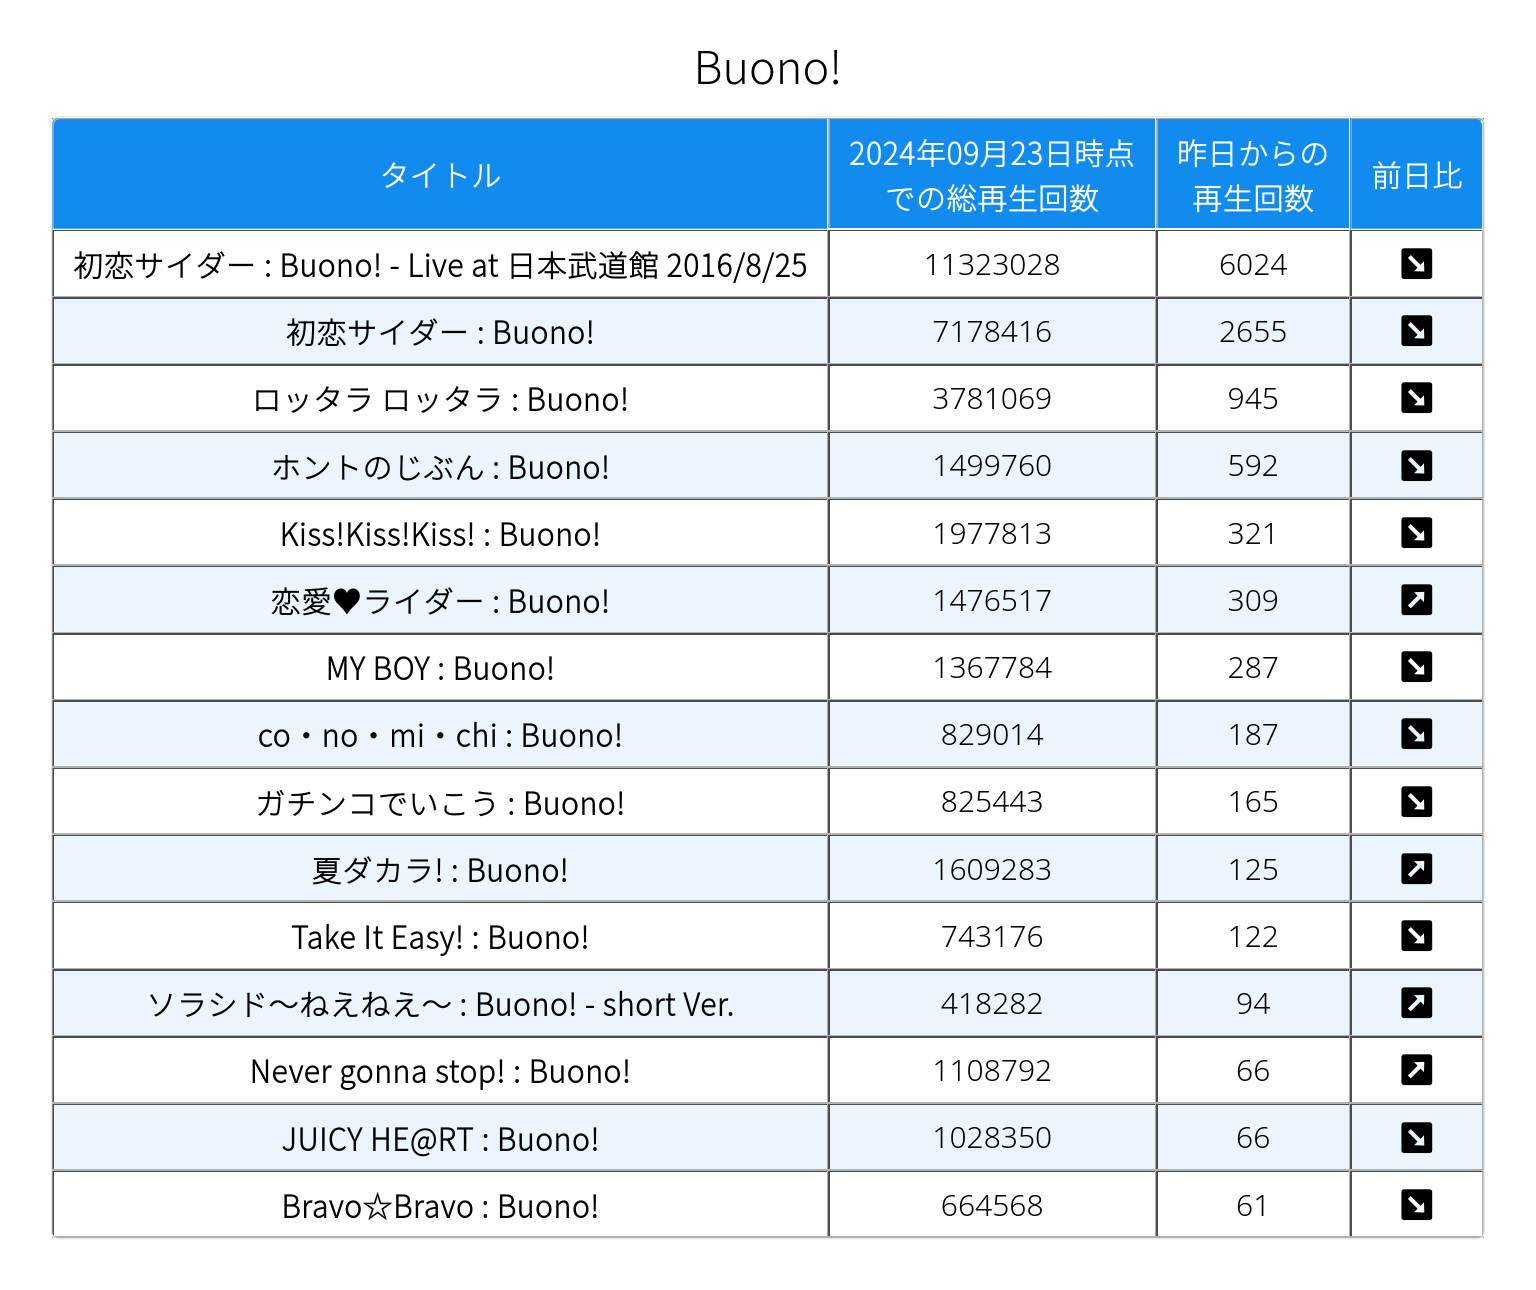 Buono!
タイトル
2024年09月23日時点
での総再生回数
昨日からの
再生回数
前日比
初恋サイダー : Buono! - Live at 日本武道館 2016/8/25 11323028 6024 ↘
初恋サイダー : Buono! 7178416 2655 ↘
ロッタラ ロッタラ : Buono! 3781069 945 ↘
ホントのじぶん : Buono! 1499760 592 ↘
Kiss!Kiss!Kiss! : Buono! 1977813 321 ↘
恋愛♥ライダー : Buono! 1476517 309 ↗
MY BOY : Buono! 1367784 287 ↘
co・no・mi・chi : Buono! 829014 187 ↘
ガチンコでいこう : Buono! 825443 165 ↘
夏ダカラ! : Buono! 1609283 125 ↗
Take It Easy! : Buono! 743176 122 ↘
ソラシド～ねえねえ～ : Buono! - short Ver. 418282 94 ↗
Never gonna stop! : Buono! 1108792 66 ↗
JUICY HE@RT : Buono! 1028350 66 ↘
Bravo☆Bravo : Buono! 664568 61 ↘